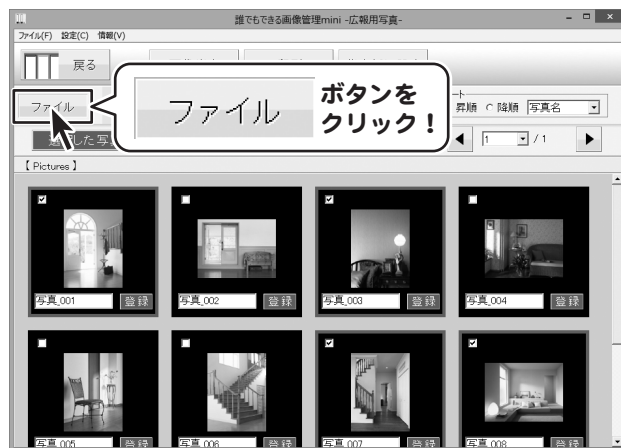 誰でもできる画像管理mini -広報用写真-
ファイル(F) 設定(C) 情報(V)
戻る
ファイル
ファイル
ボタンを
クリック！
昇順 降順 写真名
した写
1 / 1
【 Pictures 】
写真_001 登録
写真_002 登録
写真_003 登録
写真_004 登録
写真_005 登録
写真_006 登録
写真_007 登録
写真_008 登録